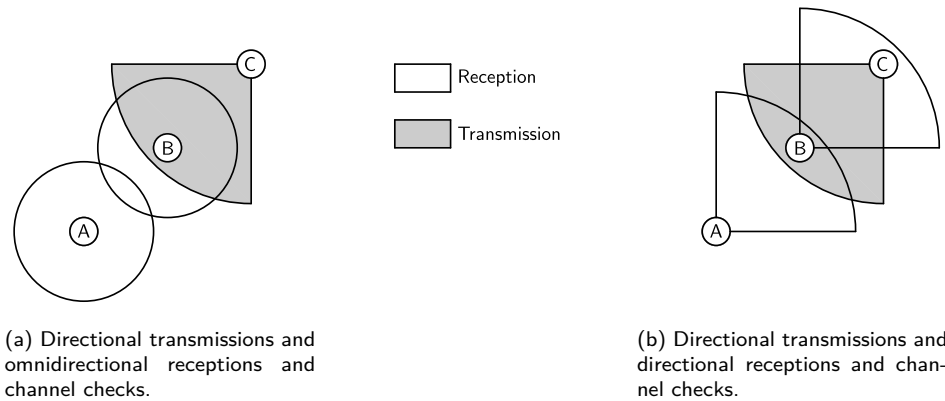 C
B
A
Reception
Transmission
C
B
A
(a) Directional transmissions and
omnidirectional receptions and
channel checks.
(b) Directional transmissions and
directional receptions and chan-
nel checks.